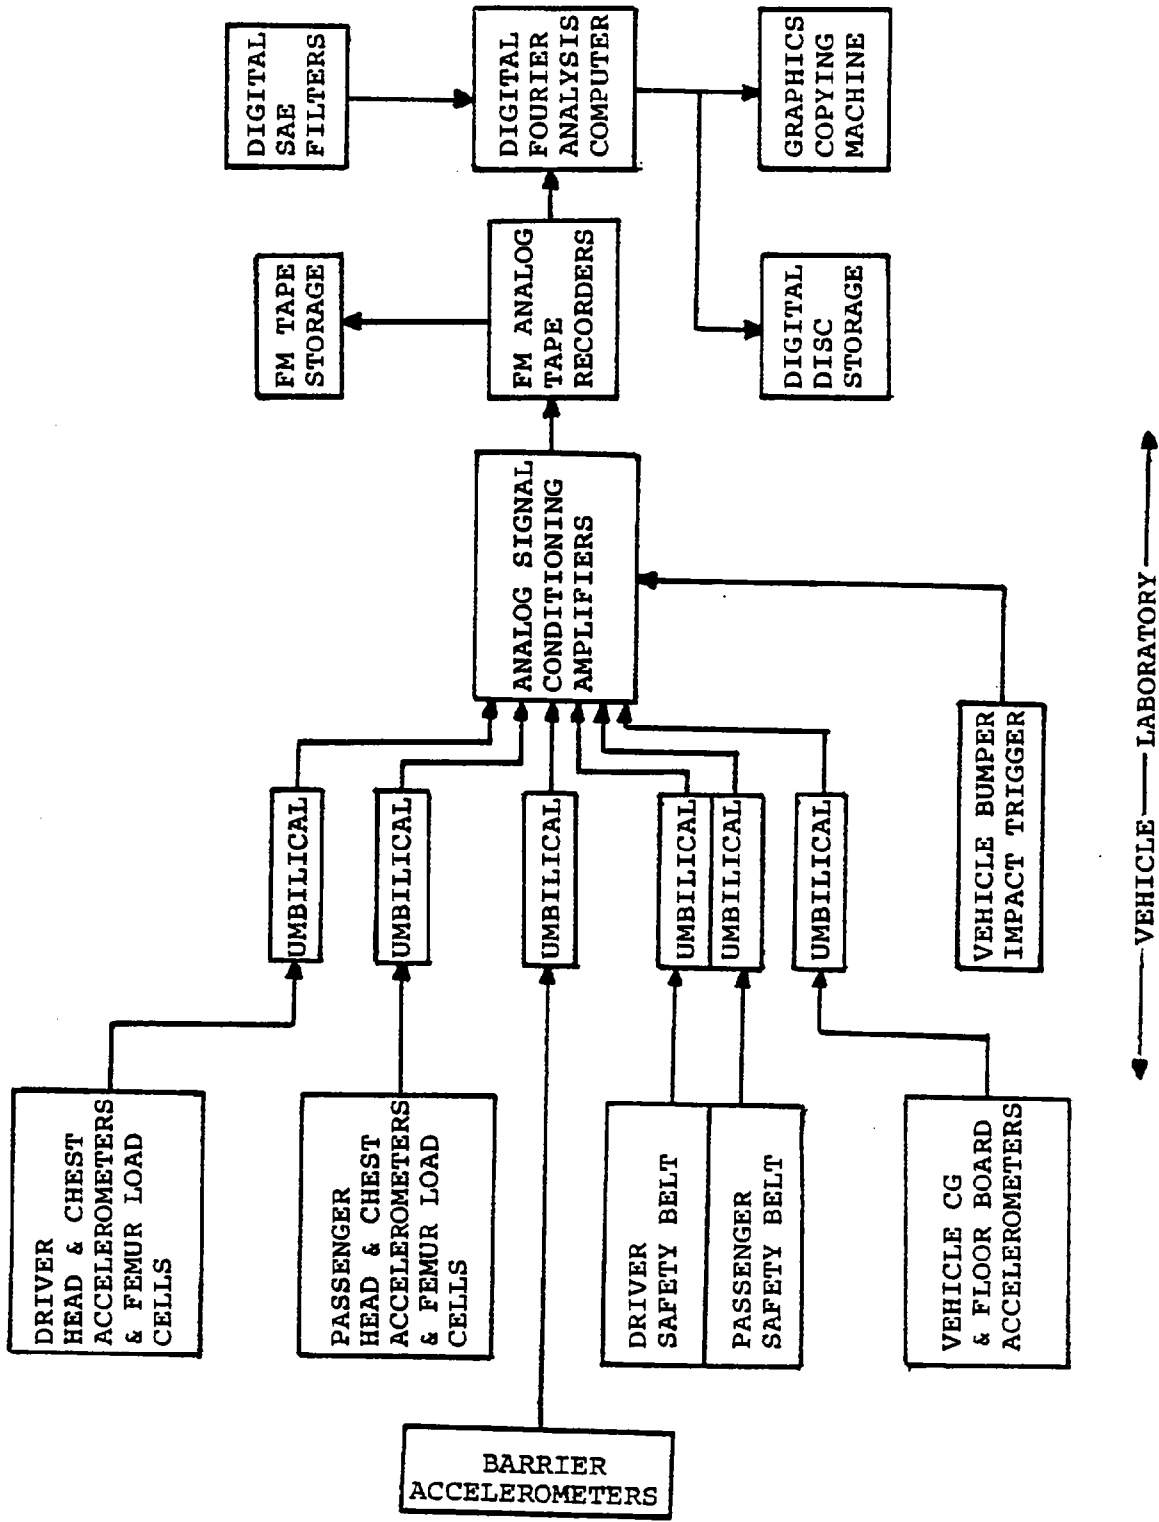 DRIVER
HEAD & CHEST
ACCELEROMETERS
& FEMUR LOAD
CELLS
PASSENGER
HEAD & CHEST
ACCELEROMETERS
& FEMUR LOAD
CELLS
BARRIER
ACCELEROMETERS
DRIVER
SAFETY BELT
PASSENGER
SAFETY BELT
VEHICLE CG
& FLOOR BOARD
ACCELEROMETERS
UMBILICAL
UMBILICAL
UMBILICAL
UMBILICAL
UMBILICAL
UMBILICAL
VEHICLE BUMPER
IMPACT TRIGGER
ANALOG SIGNAL
CONDITIONING
AMPLIFIERS
FM TAPE
STORAGE
FM ANALOG
TAPE
RECORDERS
DIGITAL
DISC
STORAGE
DIGITAL
SAE
FILTERS
DIGITAL
FOURIER
ANALYSIS
COMPUTER
GRAPHICS
COPYING
MACHINE
VEHICLE LABORATORY